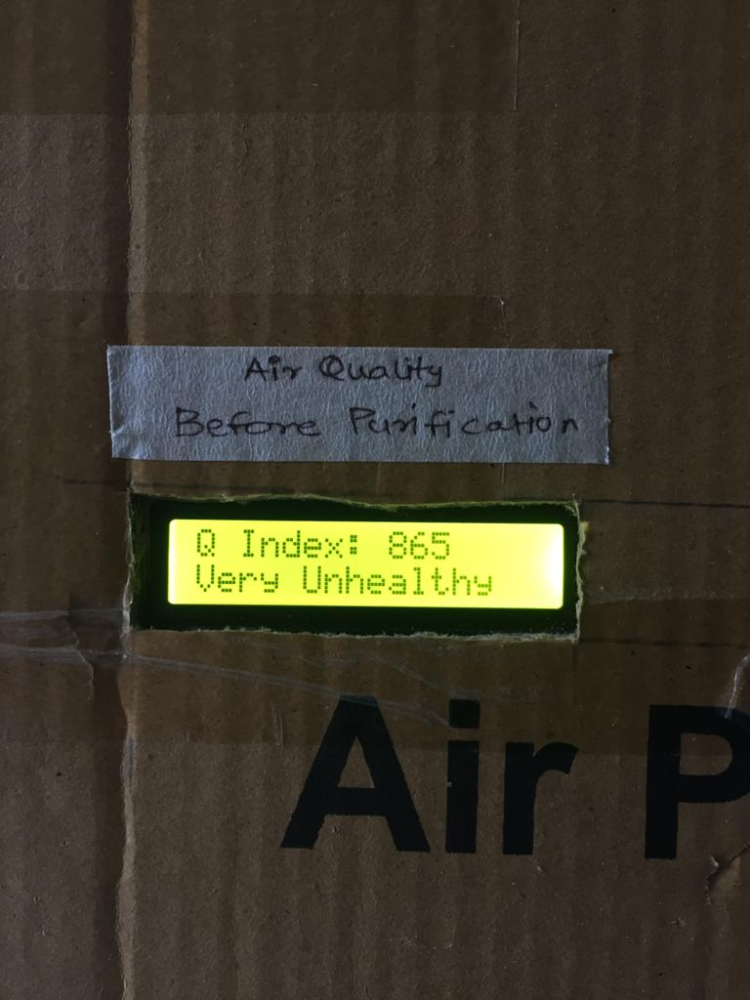 Air Quality
Before Purification
Q Index: 865
Very Unhealthy
Air P